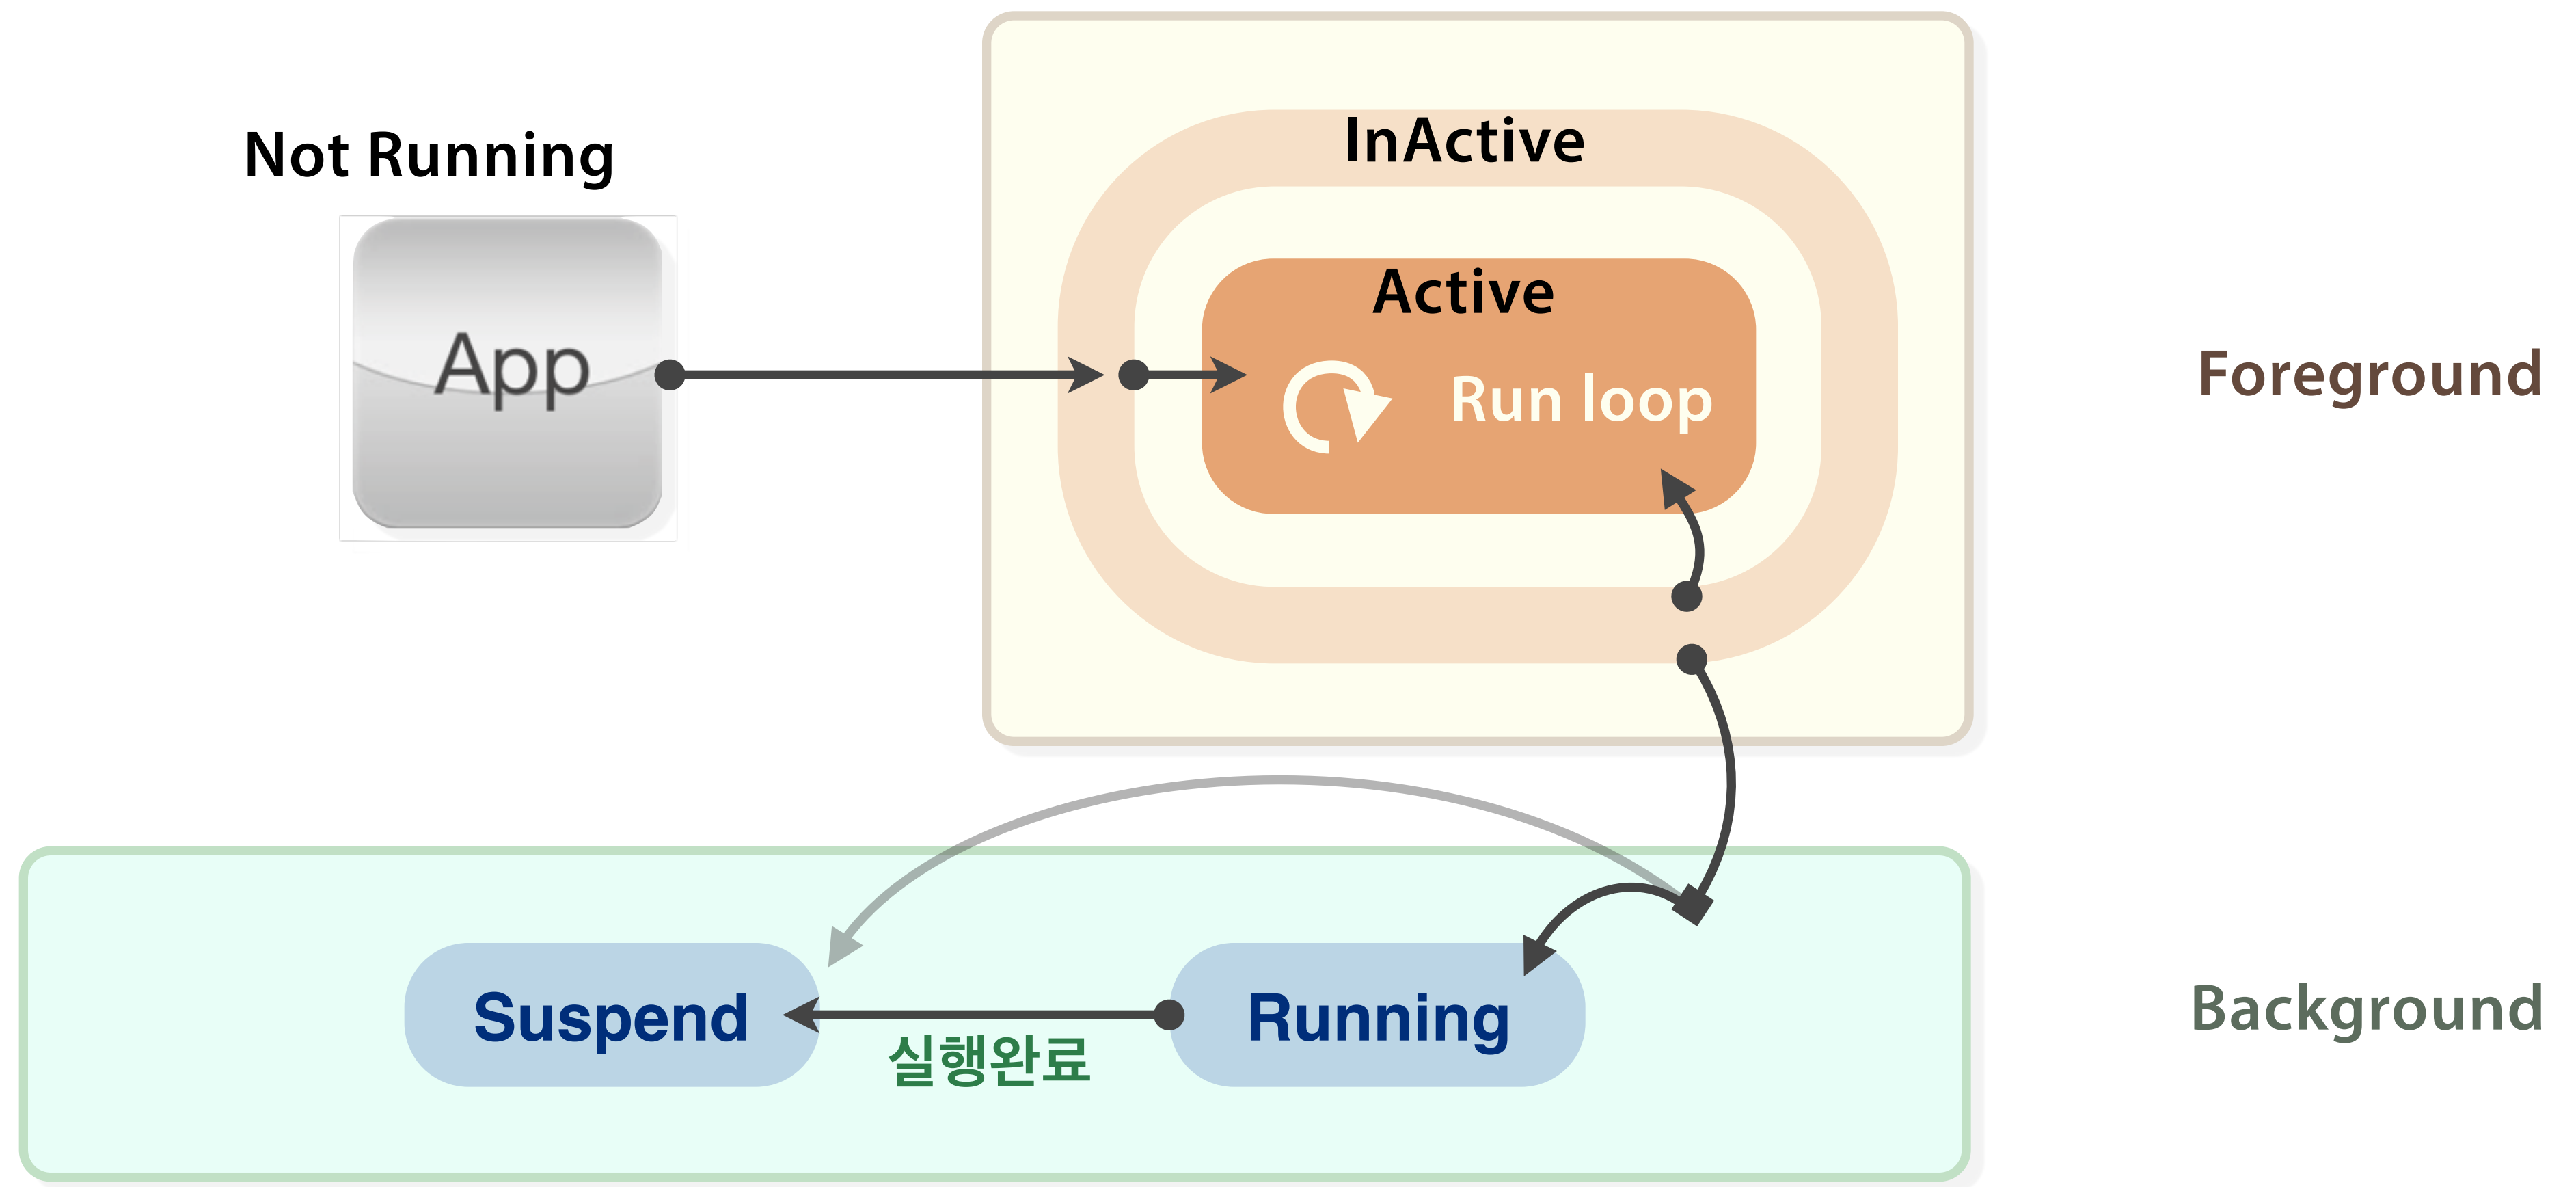 Not Running
App
InActive
Active
Run loop
Foreground
Suspend
실행완료
Running
Background